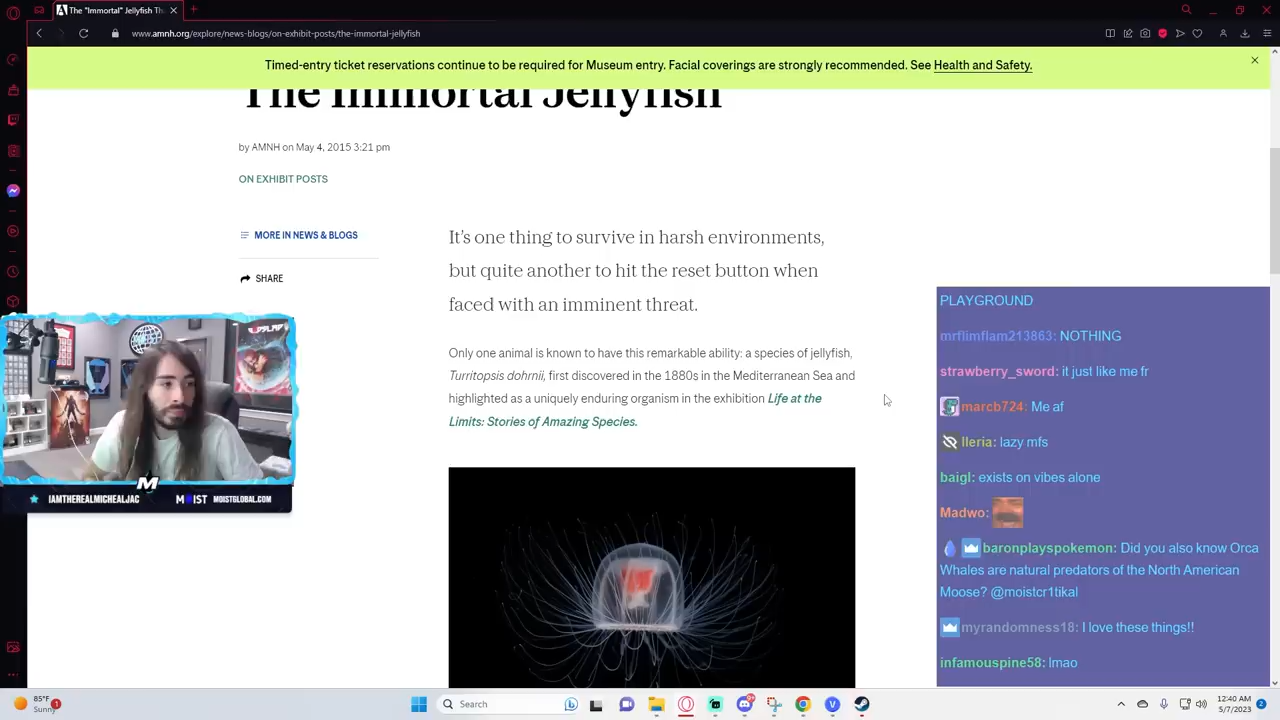 The "Immortal" Jellyfish Th
www.amnh.org/explore/news-blogs/on-exhibit-posts/the-immortal-jellyfish
Timed-entry ticket reservations continue to be required for Museum entry. Facial coverings are strongly recommended. See Health and Safety.
The Immortal Jellyfish
by AMNH on May 4, 2015 3:21 pm
ON EXHIBIT POSTS
MORE IN NEWS & BLOGS
SHARE
It's one thing to survive in harsh environments,
but quite another to hit the reset button when
faced with an imminent threat.
Only one animal is known to have this remarkable ability: a species of jellyfish,
Turritopsis dohrnii, first discovered in the 1880s in the Mediterranean Sea and
highlighted as a uniquely enduring organism in the exhibition Life at the
Limits: Stories of Amazing Species.
IAMTHEREALMICHEALJAC
MOIST
MOISTGLOBAL.COM
PLAYGROUND
mrflimflam213863: NOTHING
strawberry_sword: it just like me fr
marcb724: Me af
lleria: lazy mfs
baigl: exists on vibes alone
Madwo:
baronplayspokemon: Did you also know Orca
Whales are natural predators of the North American
Moose? @moistcr1tikal
myrandomness18: I love these things!!
infamouspine58: lmao
85°F
Sunny
Search
12:40 AM
5/7/2023